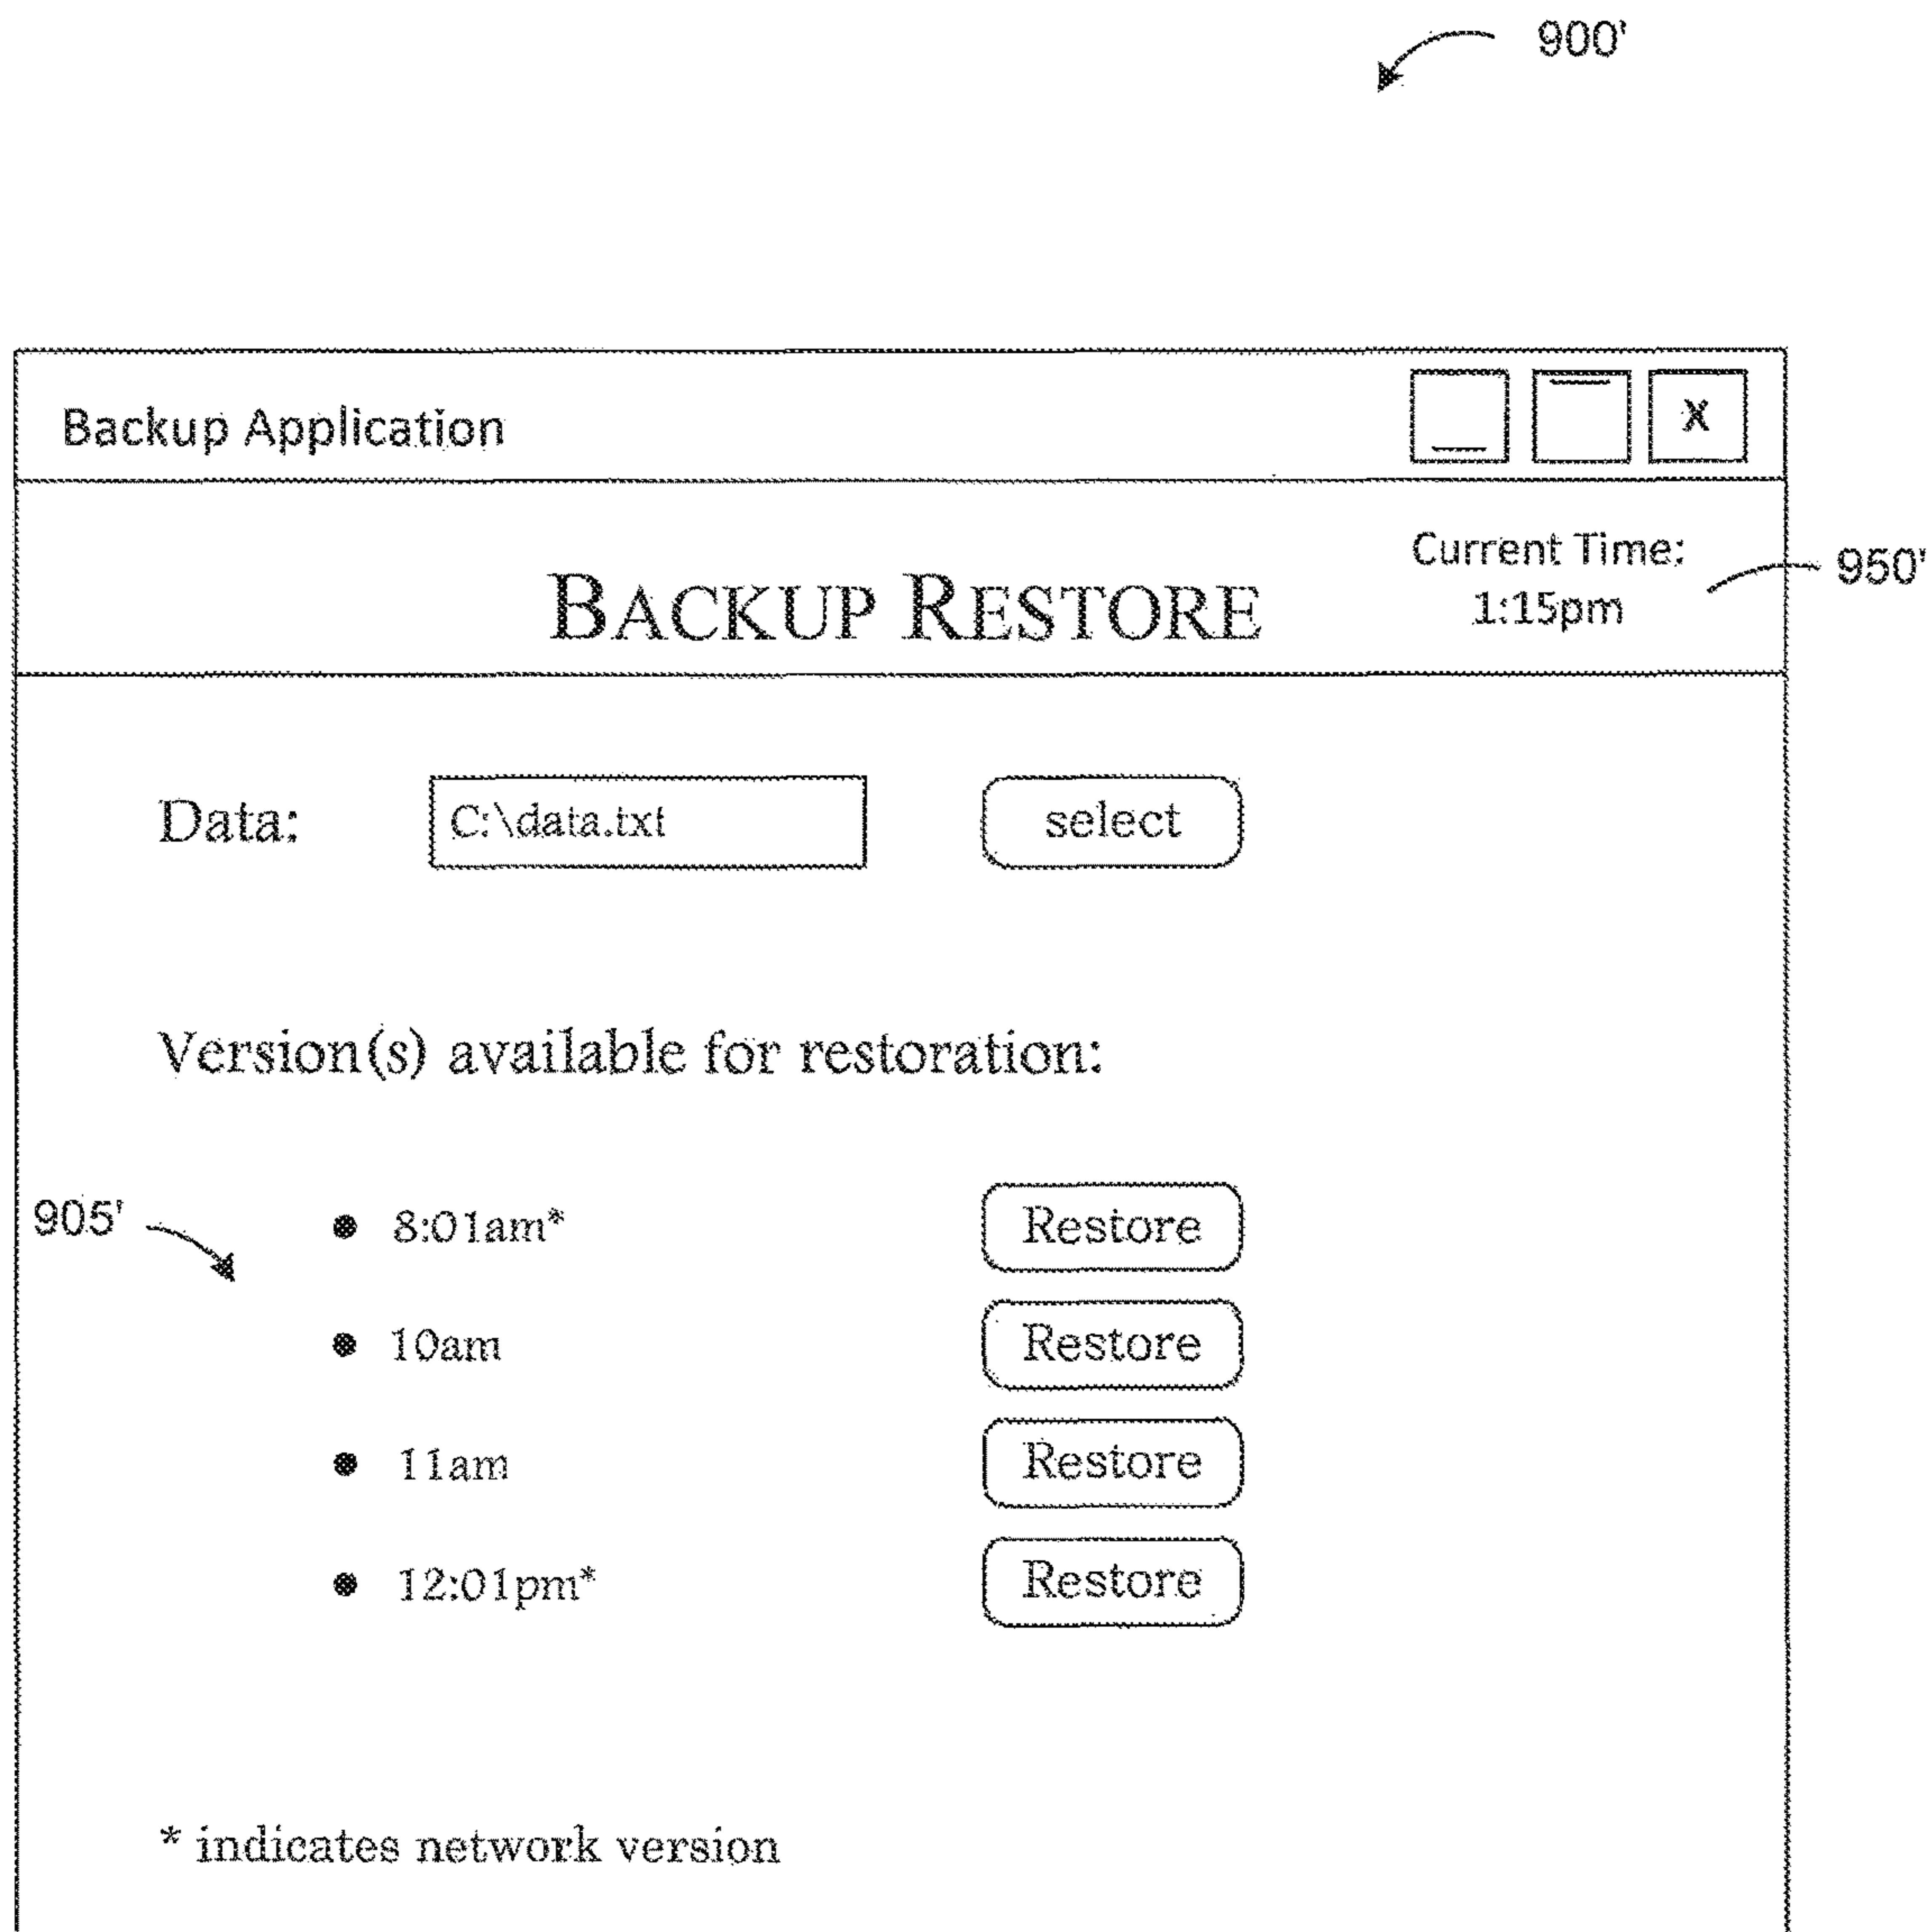 900'
Backup Application
X
Current Time:
950'
BACKUP RESTORE
1:15pm
Data:
C:\data.txt
select
Version(s) available for restoration:
905'
• 8:01am*
Restore
• 10am
Restore
• 11am
Restore
• 12:01pm*
Restore
* indicates network version